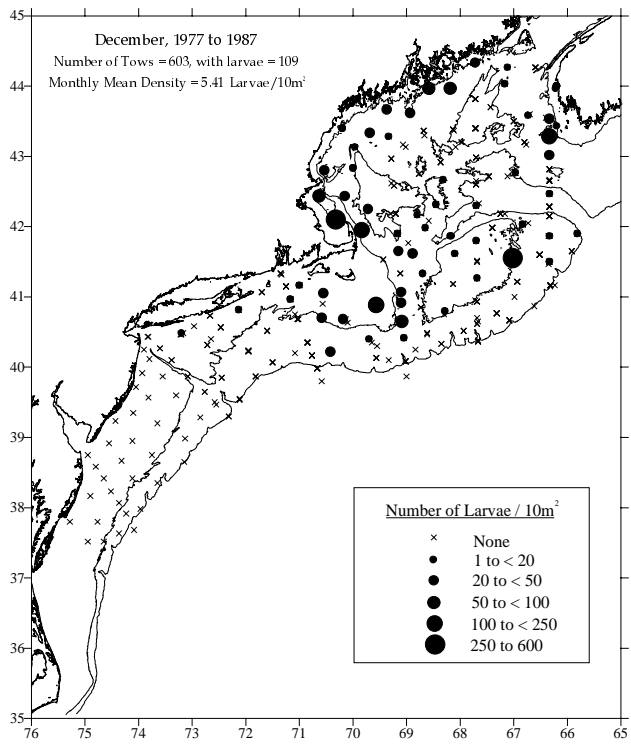 45
December, 1977 to 1987
Number of Tows = 603, with larvae = 109
Monthly Mean Density = 5.41 Larvae/10m²
44
43
42
41
40
39
38
37
36
35
Number of Larvae / 10m²
None
1 to < 20
20 to < 50
50 to < 100
100 to < 250
250 to 600
76 75 74 73 72 71 70 69 68 67 66 65